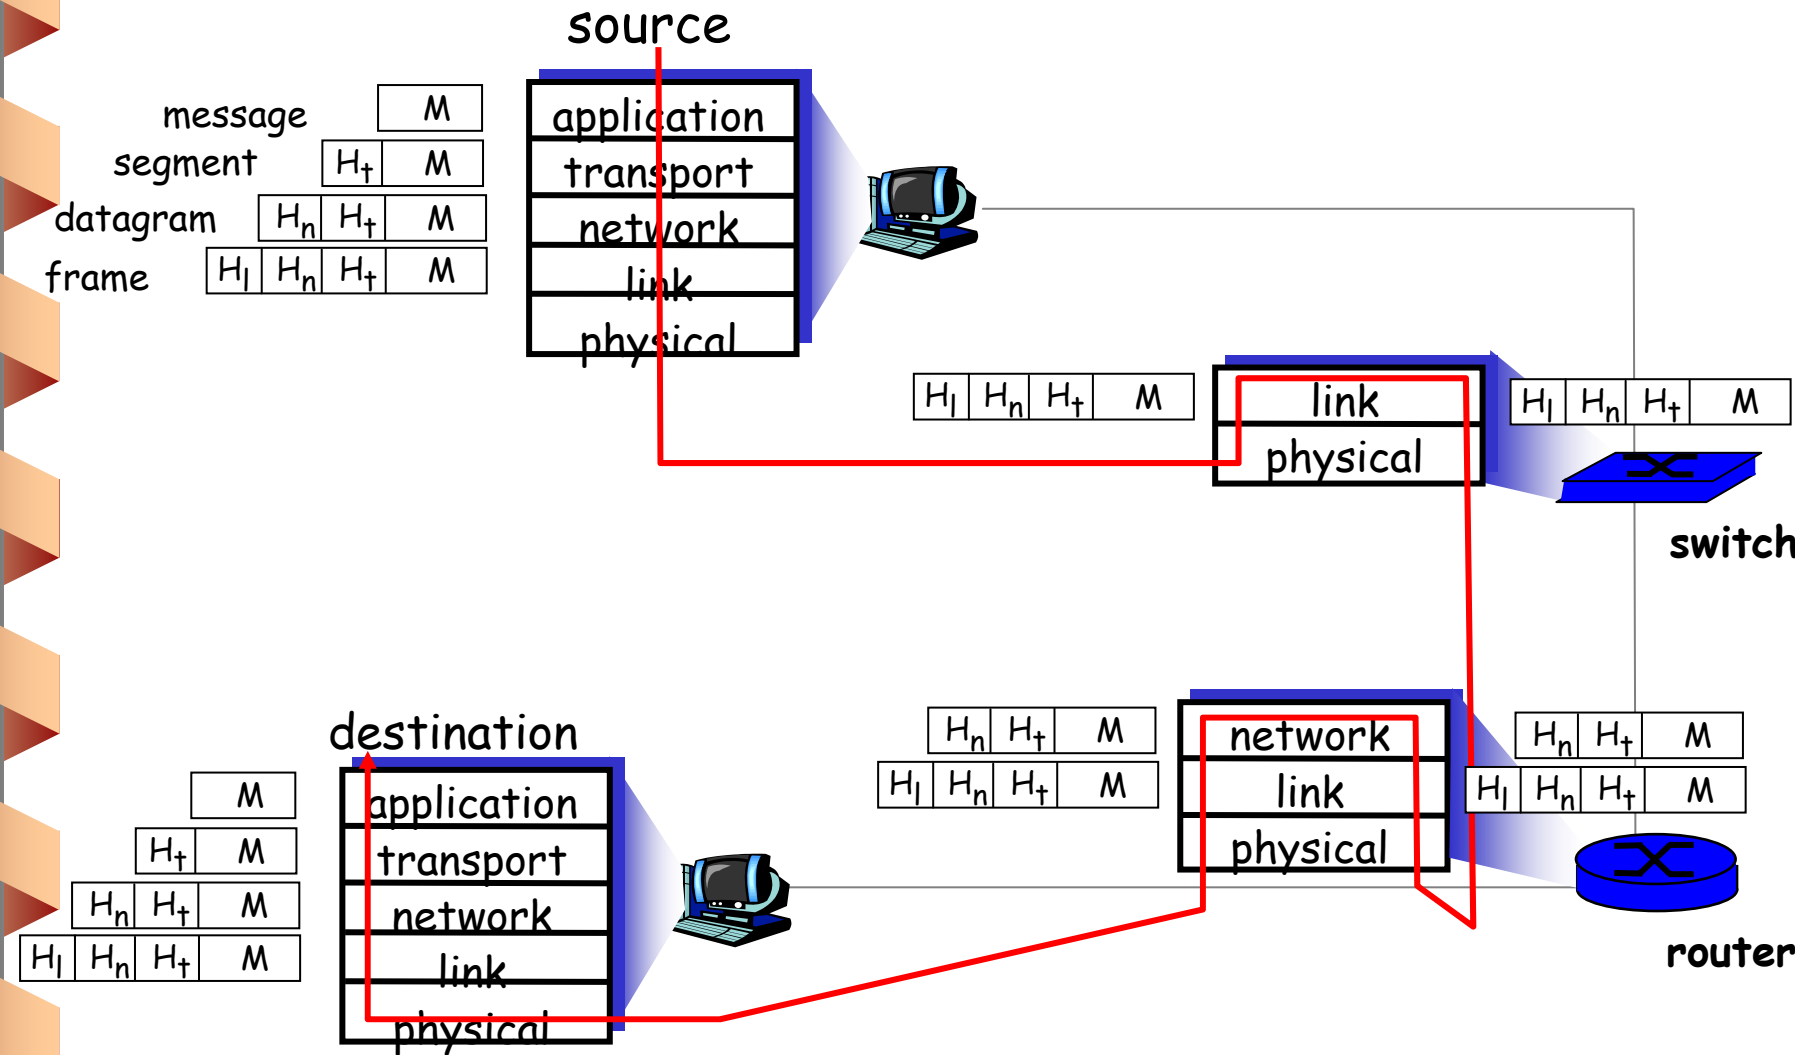 source
message M
segment Ht M
datagram Hn Ht M
frame Hl Hn Ht M
application
transport
network
link
physical
Hl Hn Ht M
link
physical
Hl Hn Ht M
switch
destination
M
Ht M
Hn Ht M
Hl Hn Ht M
application
transport
network
link
physical
Hn Ht M
Hl Hn Ht M
network
link
physical
Hn Ht M
Hl Hn Ht M
router